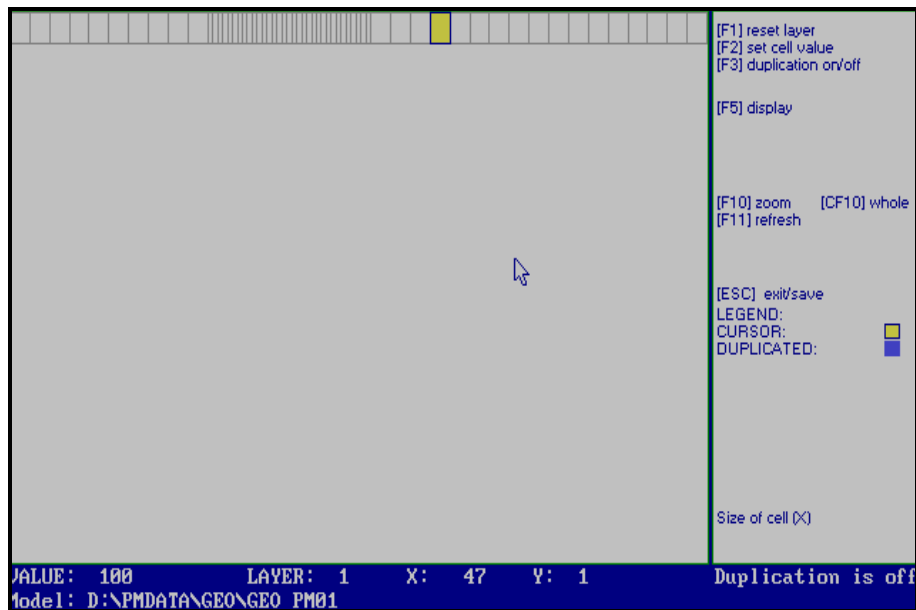 [F1] reset layer
[F2] set cell value
[F3] duplication on/off
[F5] display
[F10] zoom [CF10] whole
[F11] refresh
[ESC] exit/save
LEGEND:
CURSOR:
DUPLICATED:
Size of cell (X)
VALUE: 100 LAYER: 1 X: 47 Y: 1 Duplication is off
Model: D:\PMDATA\GEO\GEO PM01